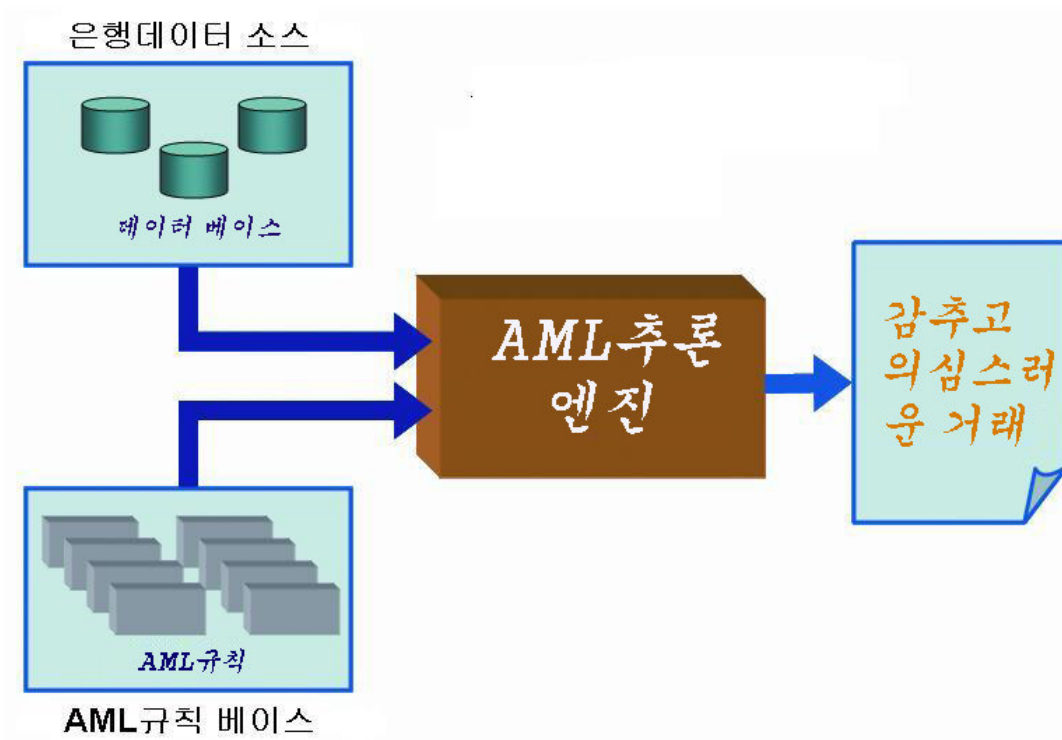 은행데이터 소스
데이터 베이스
AML추론
엔진
감추고
의심스러
운 거래
AML규칙
AML규칙 베이스